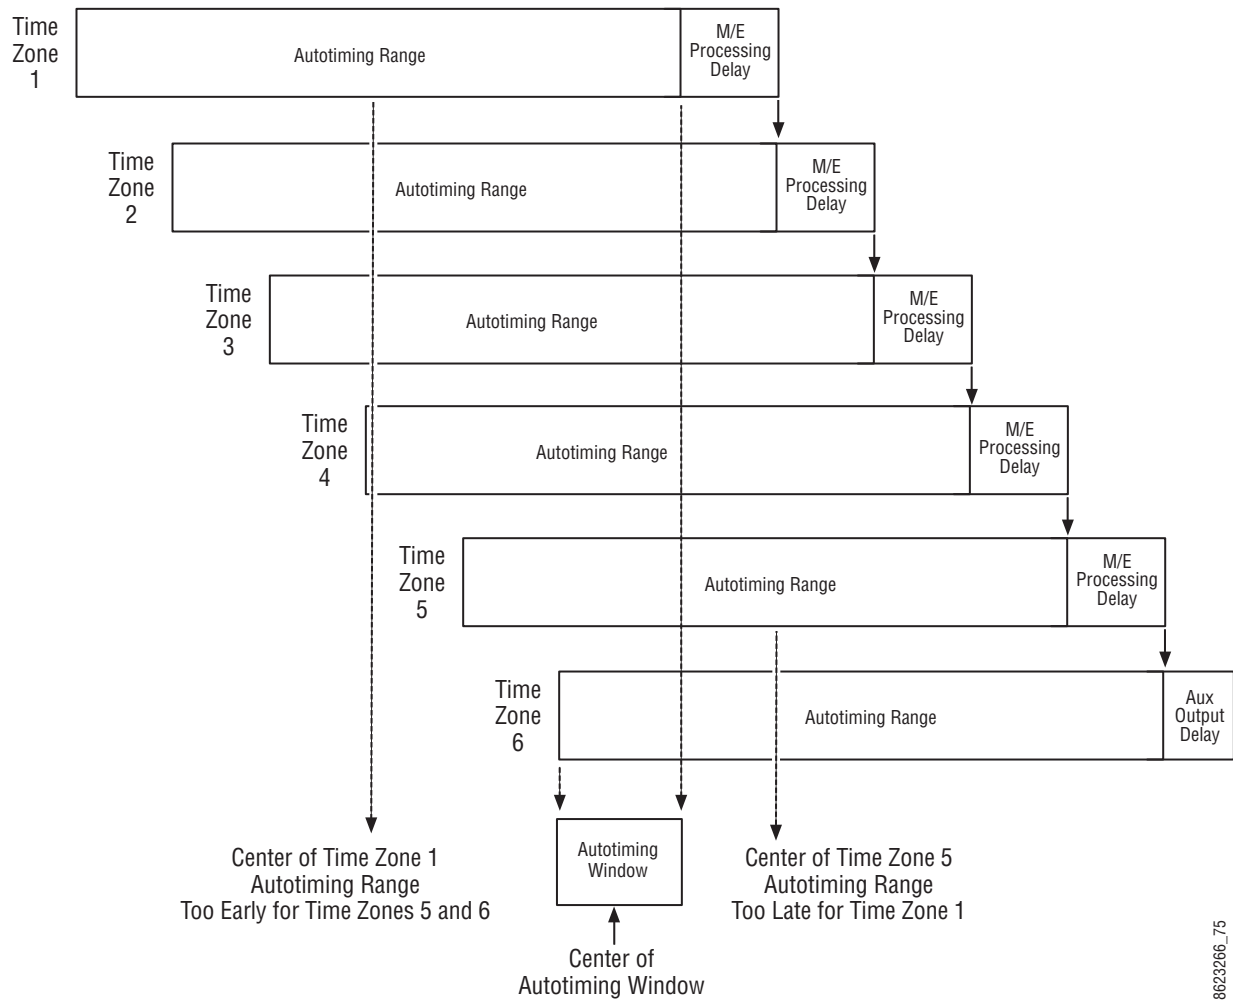 Time
Zone
1
Autotiming Range
M/E
Processing
Delay
Time
Zone
2
Autotiming Range
M/E
Processing
Delay
Time
Zone
3
Autotiming Range
M/E
Processing
Delay
Time
Zone
4
Autotiming Range
M/E
Processing
Delay
Time
Zone
5
Autotiming Range
M/E
Processing
Delay
Time
Zone
6
Autotiming Range
Aux
Output
Delay
Center of Time Zone 1
Autotiming Range
Too Early for Time Zones 5 and 6
Autotiming
Window
Center of Time Zone 5
Autotiming Range
Too Late for Time Zone 1
Center of
Autotiming Window
8623266_75